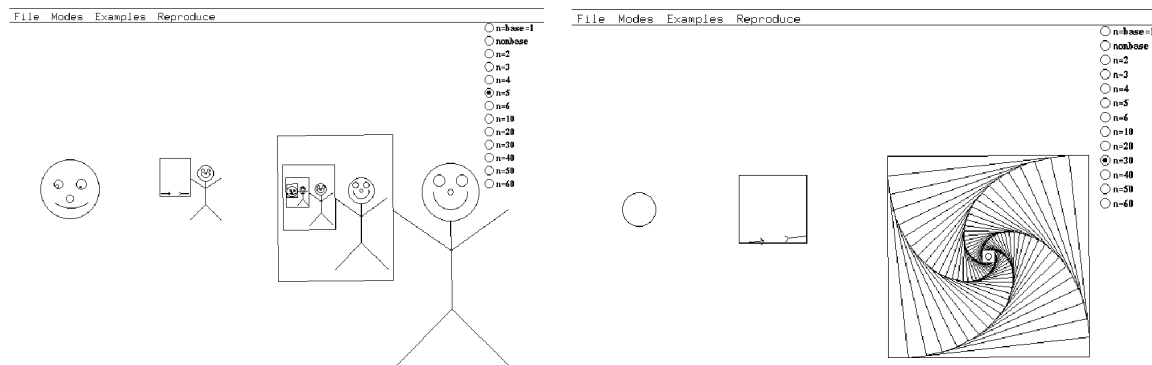 File Modes Examples Reproduce
n=base=1
nonbase
n=2
n=3
n=4
n=5
n=6
n=10
n=20
n=30
n=40
n=50
n=60
File Modes Examples Reproduce
n=base=1
nonbase
n=2
n=3
n=4
n=5
n=6
n=10
n=20
n=30
n=40
n=50
n=60